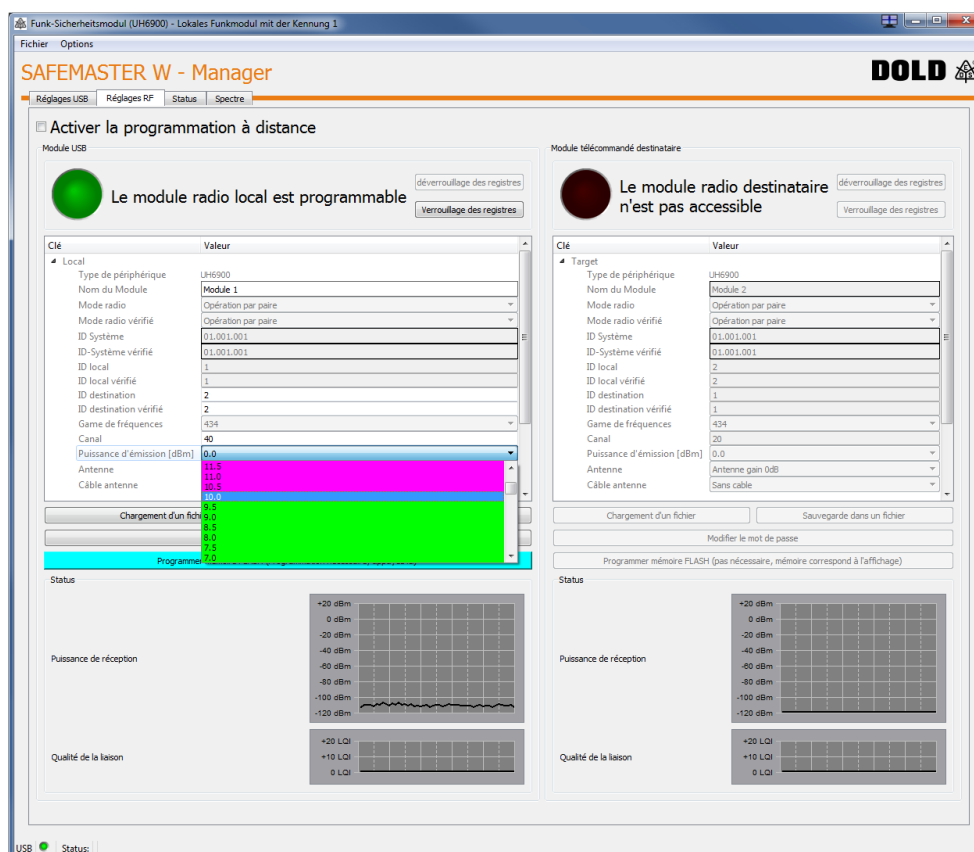 Funk-Sicherheitsmodul (UH6900) - Lokales Funkmodul mit der Kennung 1
Fichier Options
SAFEMASTER W - Manager
DOLD
Réglages USB Réglages RF Status Spectre
Activer la programmation à distance
Module USB
Le module radio local est programmable
déverrouillage des registres
Verrouillage des registres
Clé Valeur
Local
Type de périphérique UH6900
Nom du Module Module 1
Mode radio Opération par paire
Mode radio vérifié Opération par paire
ID Système 01.001.001
ID-Système vérifié 01.001.001
ID local 1
ID local vérifié 1
ID destination 2
ID destination vérifié 2
Game de fréquences 434
Canal 40
Puissance d'émission [dBm] 0.0
Antenne
Câble antenne
11.5
11.0
10.5
10.0
9.5
9.0
8.5
8.0
7.5
7.0
Chargement d'un
Programmer
Status
Puissance de réception
+20 dBm
0 dBm
-20 dBm
-40 dBm
-60 dBm
-80 dBm
-100 dBm
-120 dBm
Qualité de la liaison
+20 LQI
+10 LQI
0 LQI
Module télécommandé destinataire
Le module radio destinataire
n'est pas accessible
déverrouillage des registres
Verrouillage des registres
Clé Valeur
Target
Type de périphérique UH6900
Nom du Module Module 2
Mode radio Opération par paire
Mode radio vérifié Opération par paire
ID Système 01.001.001
ID-Système vérifié 01.001.001
ID local 2
ID local vérifié 2
ID destination 1
ID destination vérifié 1
Game de fréquences 434
Canal 20
Puissance d'émission [dBm] 0.0
Antenne Antenne gain 0dB
Câble antenne Sans cable
Chargement d'un fichier Sauvegarde dans un fichier
Modifier le mot de passe
Programmer mémoire FLASH (pas nécessaire, mémoire correspond à l'affichage)
Status
Puissance de réception
+20 dBm
0 dBm
-20 dBm
-40 dBm
-60 dBm
-80 dBm
-100 dBm
-120 dBm
Qualité de la liaison
+20 LQI
+10 LQI
0 LQI
USB Status: